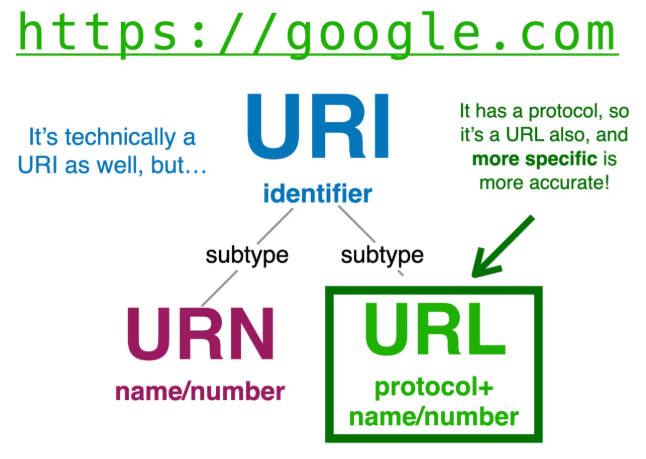 https://google.com
It's technically a
URI as well, but…
URI
identifier
It has a protocol, so
it's a URL also, and
more specific is
more accurate!
subtype
subtype
URN
name/number
URL
protocol+
name/number